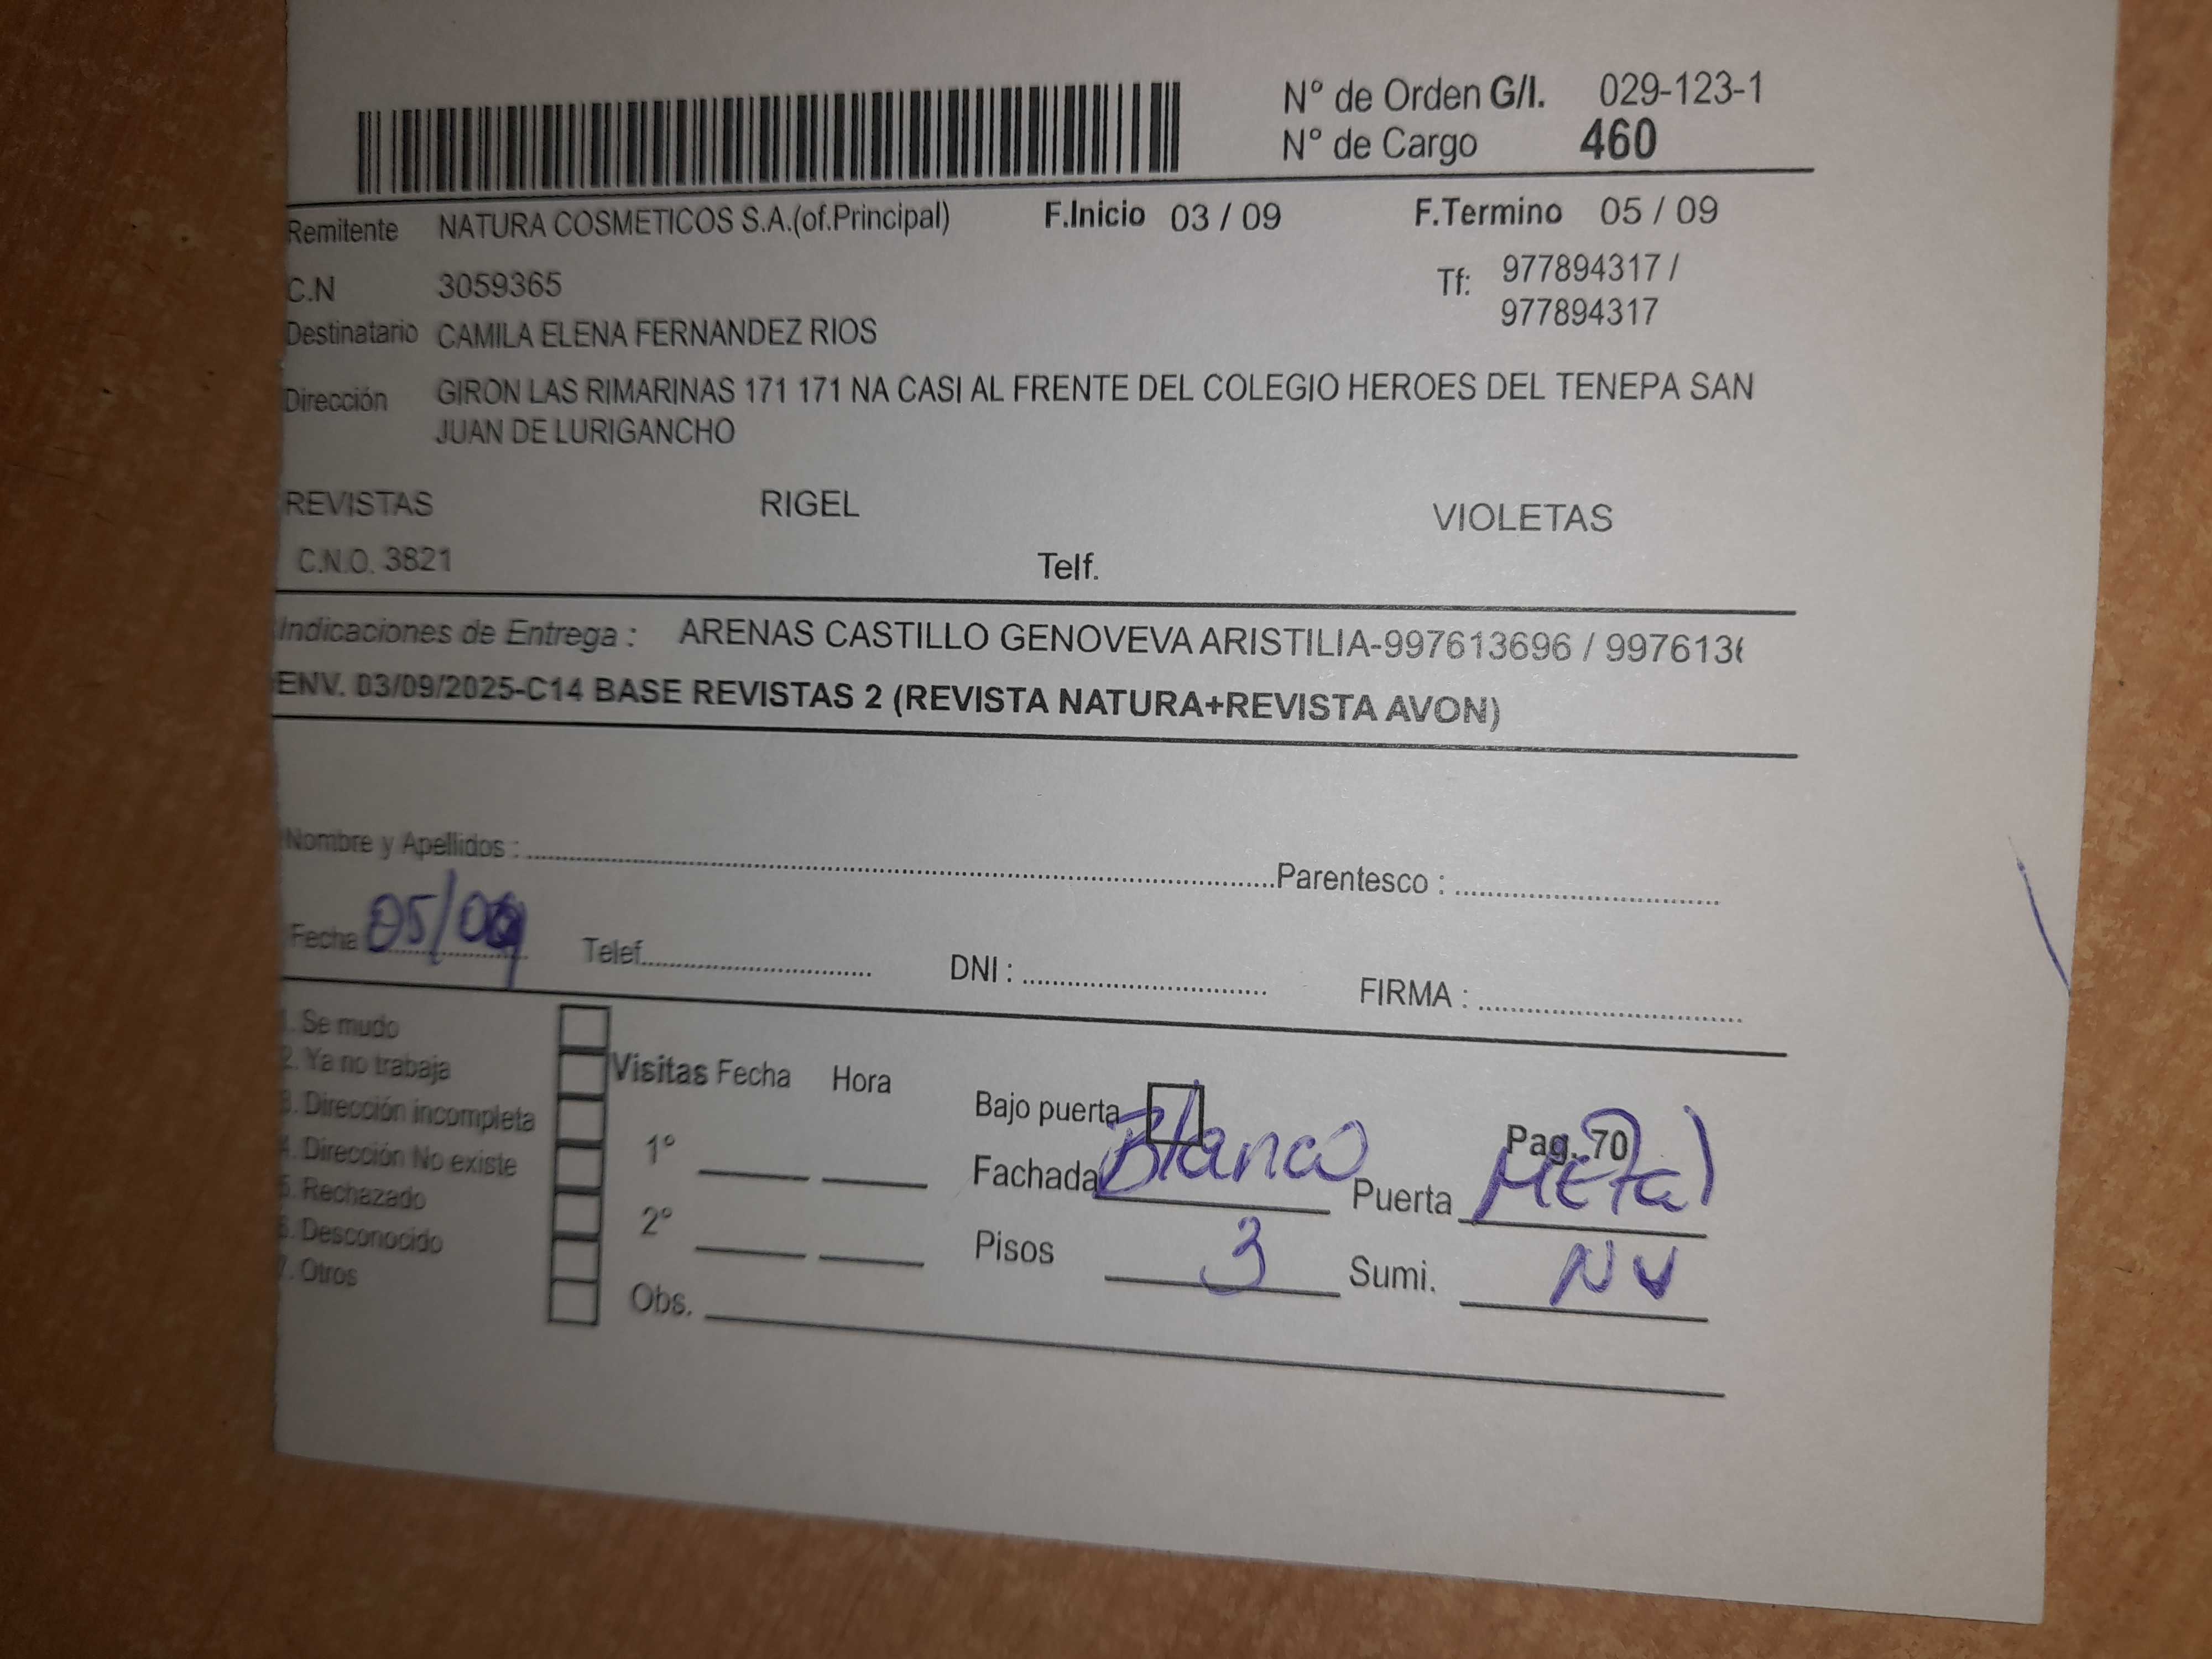 N° de Orden G/I. 029-123-1
N° de Cargo 460
Remitente NATURA COSMETICOS S.A.(of.Principal) F.Inicio 03 / 09 F.Termino 05 / 09
C.N 3059365 Tf: 977894317 /
977894317
Destinatario CAMILA ELENA FERNANDEZ RIOS
Dirección GIRON LAS RIMARINAS 171 171 NA CASI AL FRENTE DEL COLEGIO HEROES DEL TENEPA SAN
JUAN DE LURIGANCHO
REVISTAS RIGEL VIOLETAS
C.N.O. 3821 Telf.
Indicaciones de Entrega : ARENAS CASTILLO GENOVEVA ARISTILIA-997613696 / 9976136
ENV. 03/09/2025-C14 BASE REVISTAS 2 (REVISTA NATURA+REVISTA AVON)
Nombre y Apellidos : Parentesco :
Fecha 05/09 Telef. DNI : FIRMA :
1. Se mudo
2. Ya no trabaja
3. Dirección incompleta
4. Dirección No existe
5. Rechazado
6. Desconocido
7. Otros
Visitas Fecha Hora
1°
2°
Obs.
Bajo puerta Pag. 70
Fachada Blanco Puerta Metal
Pisos 3 Sumi. NV